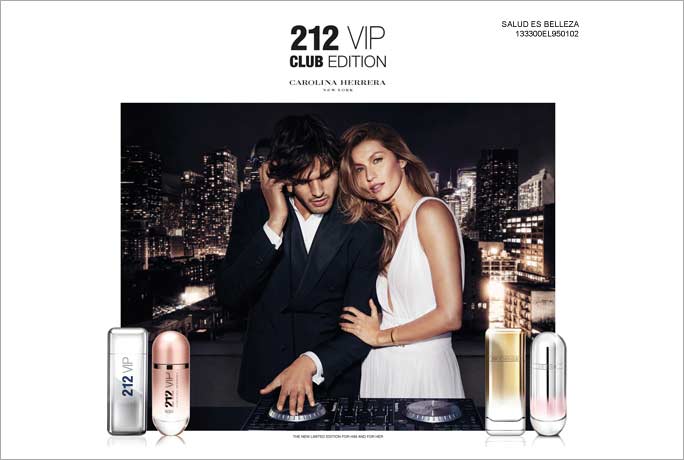 212 VIP
CLUB EDITION
CAROLINA HERRERA
NEW YORK
SALUD ES BELLEZA
133300EL950102
212 VIP
212 VIP
THE NEW LIMITED EDITION FOR HIM AND FOR HER